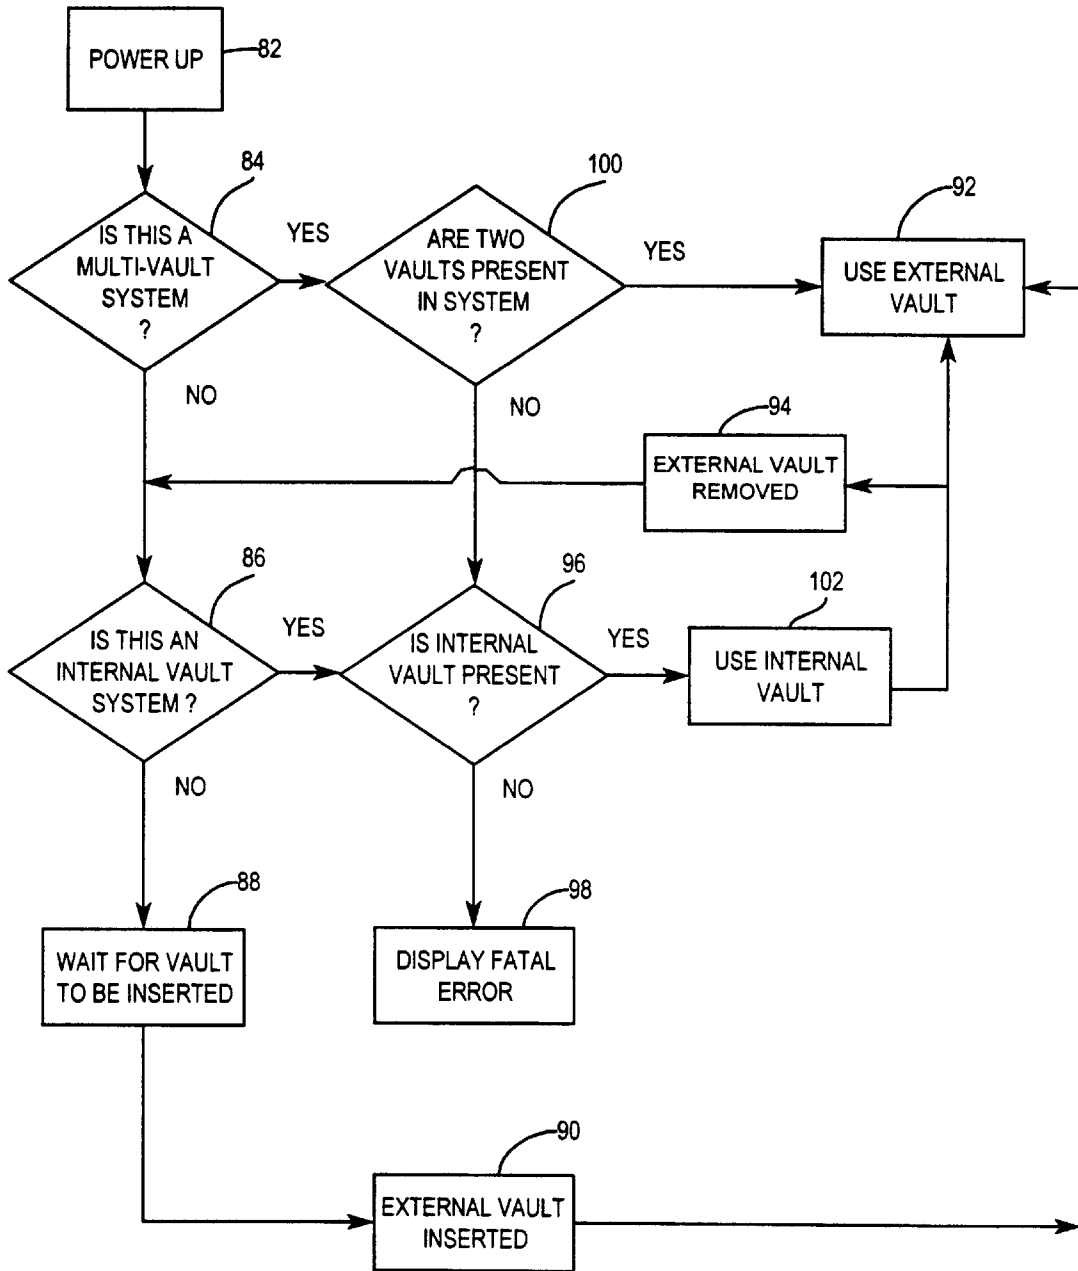 POWER UP
82
84
IS THIS A
MULTI-VAULT
SYSTEM
?
YES
NO
100
ARE TWO
VAULTS PRESENT
IN SYSTEM
?
YES
NO
92
USE EXTERNAL
VAULT
94
EXTERNAL VAULT
REMOVED
86
IS THIS AN
INTERNAL VAULT
SYSTEM ?
YES
NO
96
IS INTERNAL
VAULT PRESENT
?
YES
NO
102
USE INTERNAL
VAULT
88
WAIT FOR VAULT
TO BE INSERTED
98
DISPLAY FATAL
ERROR
90
EXTERNAL VAULT
INSERTED